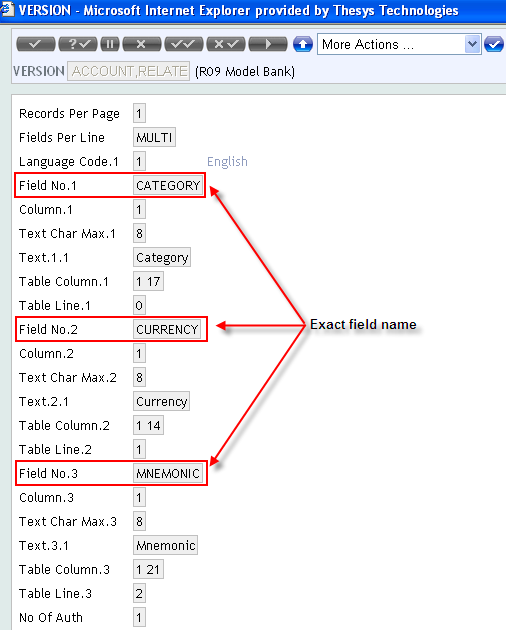 VERSION - Microsoft Internet Explorer provided by Thesys Technologies
More Actions ...
VERSION ACCOUNT,RELATE (R09 Model Bank)
Records Per Page 1
Fields Per Line MULTI
Language Code.1 1 English
Field No.1 CATEGORY
Column.1 1
Text Char Max.1 8
Text.1.1 Category
Table Column.1 1 17
Table Line.1 0
Field No.2 CURRENCY
Exact field name
Column.2 1
Text Char Max.2 8
Text.2.1 Currency
Table Column.2 1 14
Table Line.2 1
Field No.3 MNEMONIC
Column.3 1
Text Char Max.3 8
Text.3.1 Mnemonic
Table Column.3 1 21
Table Line.3 2
No Of Auth 1